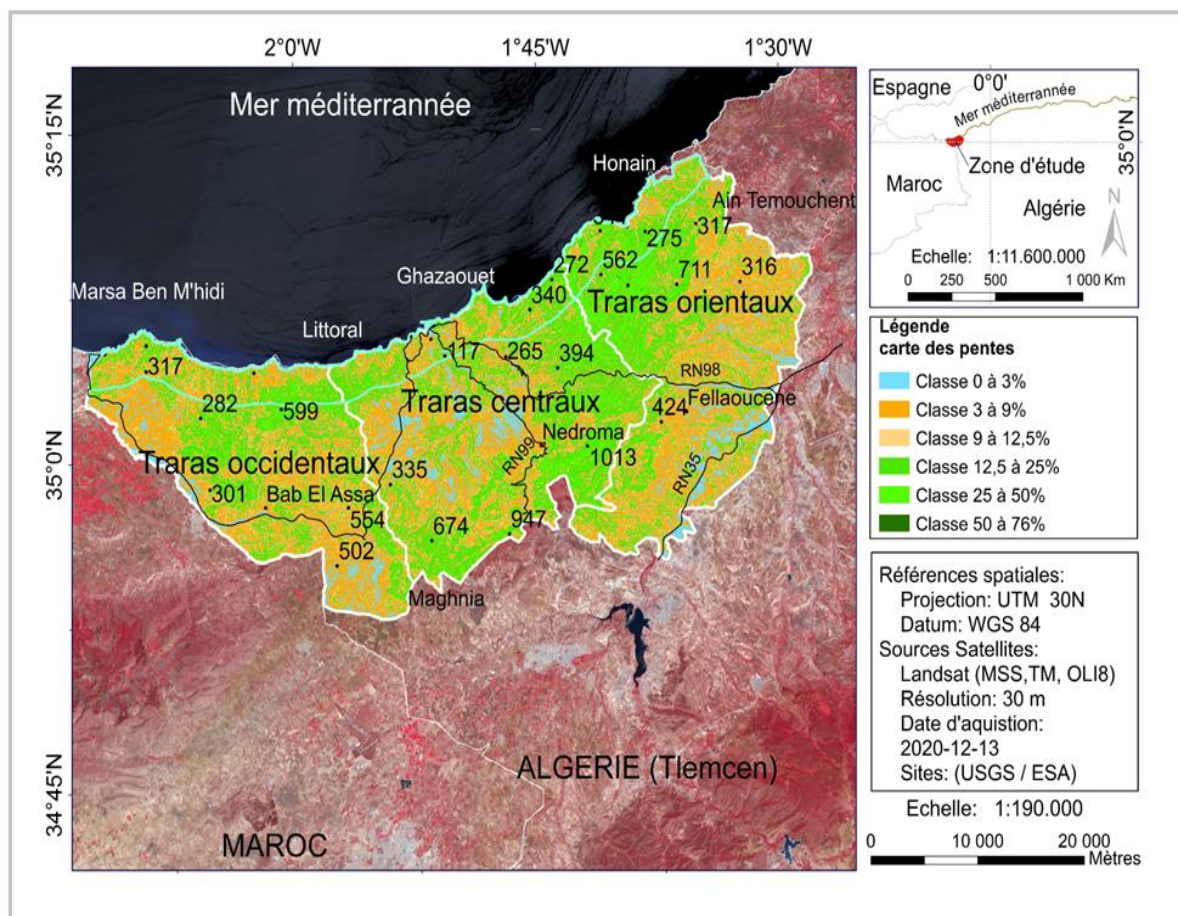 2°0'W
1°45'W
1°30'W
35°15'N
35°0'N
34°45'N
Mer méditerrannée
Honain
Ain Temouchent
317
275
562
272
711
316
Ghazaouet
340
Traras orientaux
Marsa Ben M'hidi
Littoral
117
265
394
RN98
317
282
599
Traras centraux
424
Fellaoucene
Nedroma
1013
RN99
RN35
Traras occidentaux
335
301
Bab El Assa
554
674
947
502
Maghnia
ALGERIE (Tlemcen)
MAROC
Espagne
0°0'
Mer méditerrannée
35°0'N
Zone d'étude
Maroc
N
Algérie
Echelle: 1:11.600.000
0 250 500 1 000 Km
Légende
carte des pentes
Classe 0 à 3%
Classe 3 à 9%
Classe 9 à 12,5%
Classe 12,5 à 25%
Classe 25 à 50%
Classe 50 à 76%
Références spatiales:
Projection: UTM 30N
Datum: WGS 84
Sources Satellites:
Landsat (MSS,TM, OLI8)
Résolution: 30 m
Date d'aquistion:
2020-12-13
Sites: (USGS / ESA)
Echelle: 1:190.000
0 10 000 20 000
Mètres